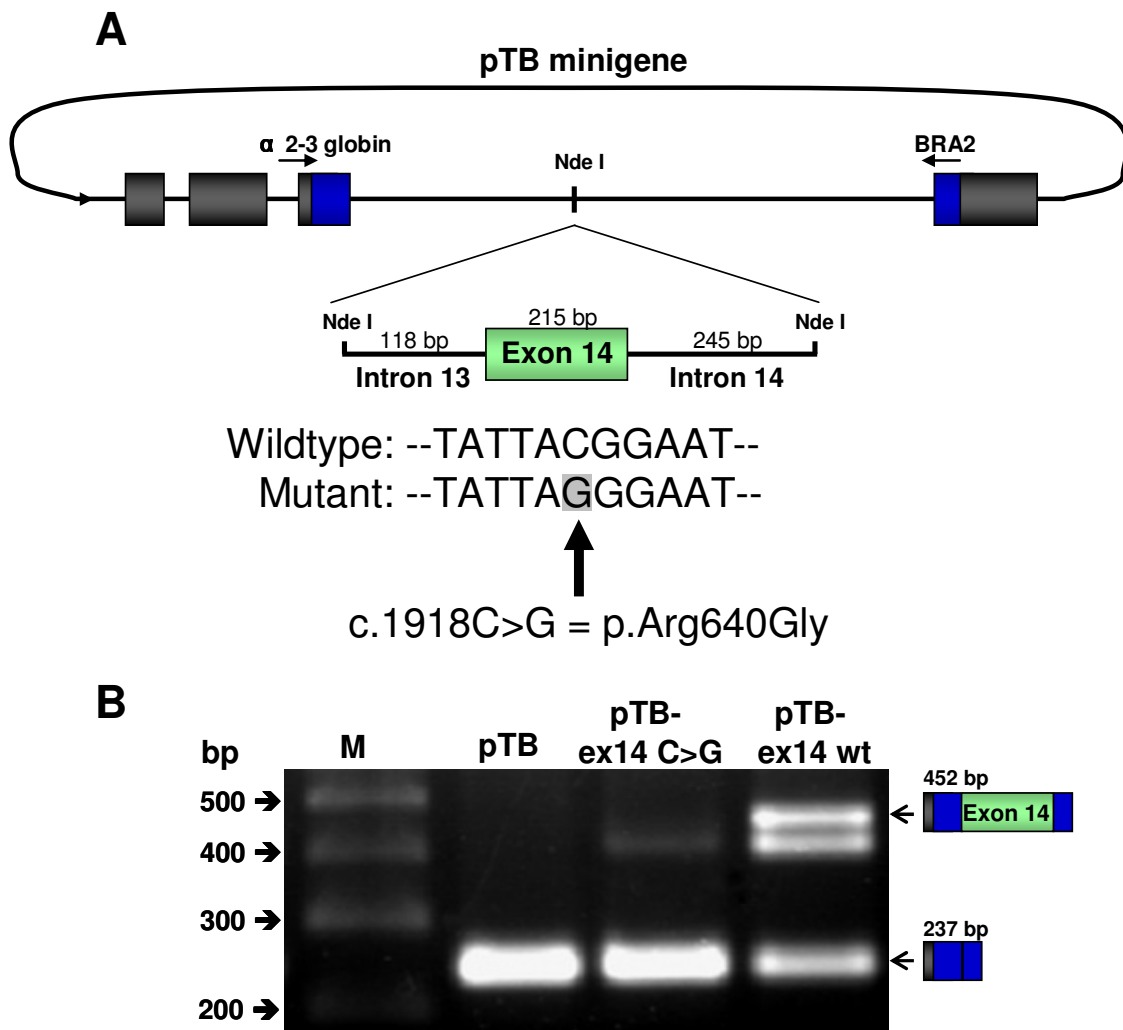 A
pTB minigene
α 2-3 globin
Nde I
BRA2
Nde I
118 bp
215 bp
Exon 14
245 bp
Nde I
Intron 13
Intron 14
Wildtype: --TATTACGGAAT--
Mutant: --TATTAGGGAAT--
c.1918C>G = p.Arg640Gly
B
bp
M
pTB
pTB-
ex14 C>G
pTB-
ex14 wt
500
400
300
200
452 bp
Exon 14
237 bp